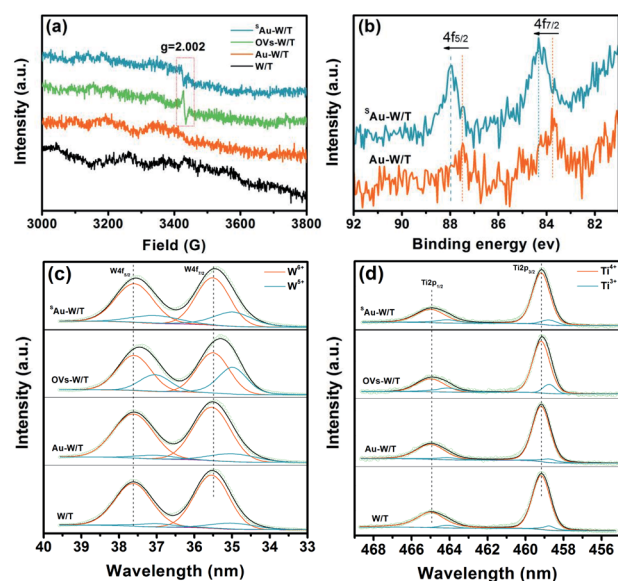 (a)
g=2.002
ˢAu-W/T
OVs-W/T
Au-W/T
W/T
Intensity (a.u.)
3000 3200 3400 3600 3800
Field (G)
(b)
4f5/2
4f7/2
ˢAu-W/T
Au-W/T
Intensity (a.u.)
92 90 88 86 84 82
Binding energy (ev)
(c)
W4f5/2
W4f7/2
W⁶⁺
W⁵⁺
ˢAu-W/T
OVs-W/T
Au-W/T
W/T
Intensity (a.u.)
40 39 38 37 36 35 34 33
Wavelength (nm)
(d)
Ti2p1/2
Ti2p3/2
Ti⁴⁺
Ti³⁺
ˢAu-W/T
OVs-W/T
Au-W/T
W/T
Intensity (a.u.)
468 466 464 462 460 458 456
Wavelength (nm)